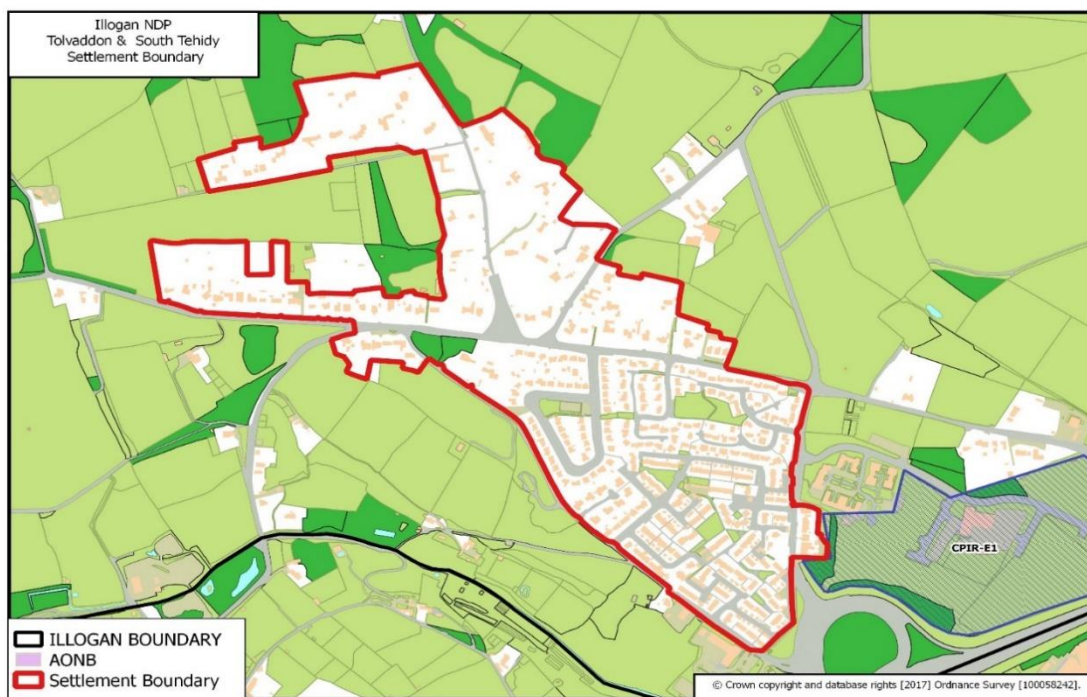 Illogan NDP
Tolvaddon & South Tehidy
Settlement Boundary
CPIR-E1
ILLOGAN BOUNDARY
AONB
Settlement Boundary
© Crown copyright and database rights [2017] Ordnance Survey [100058242].